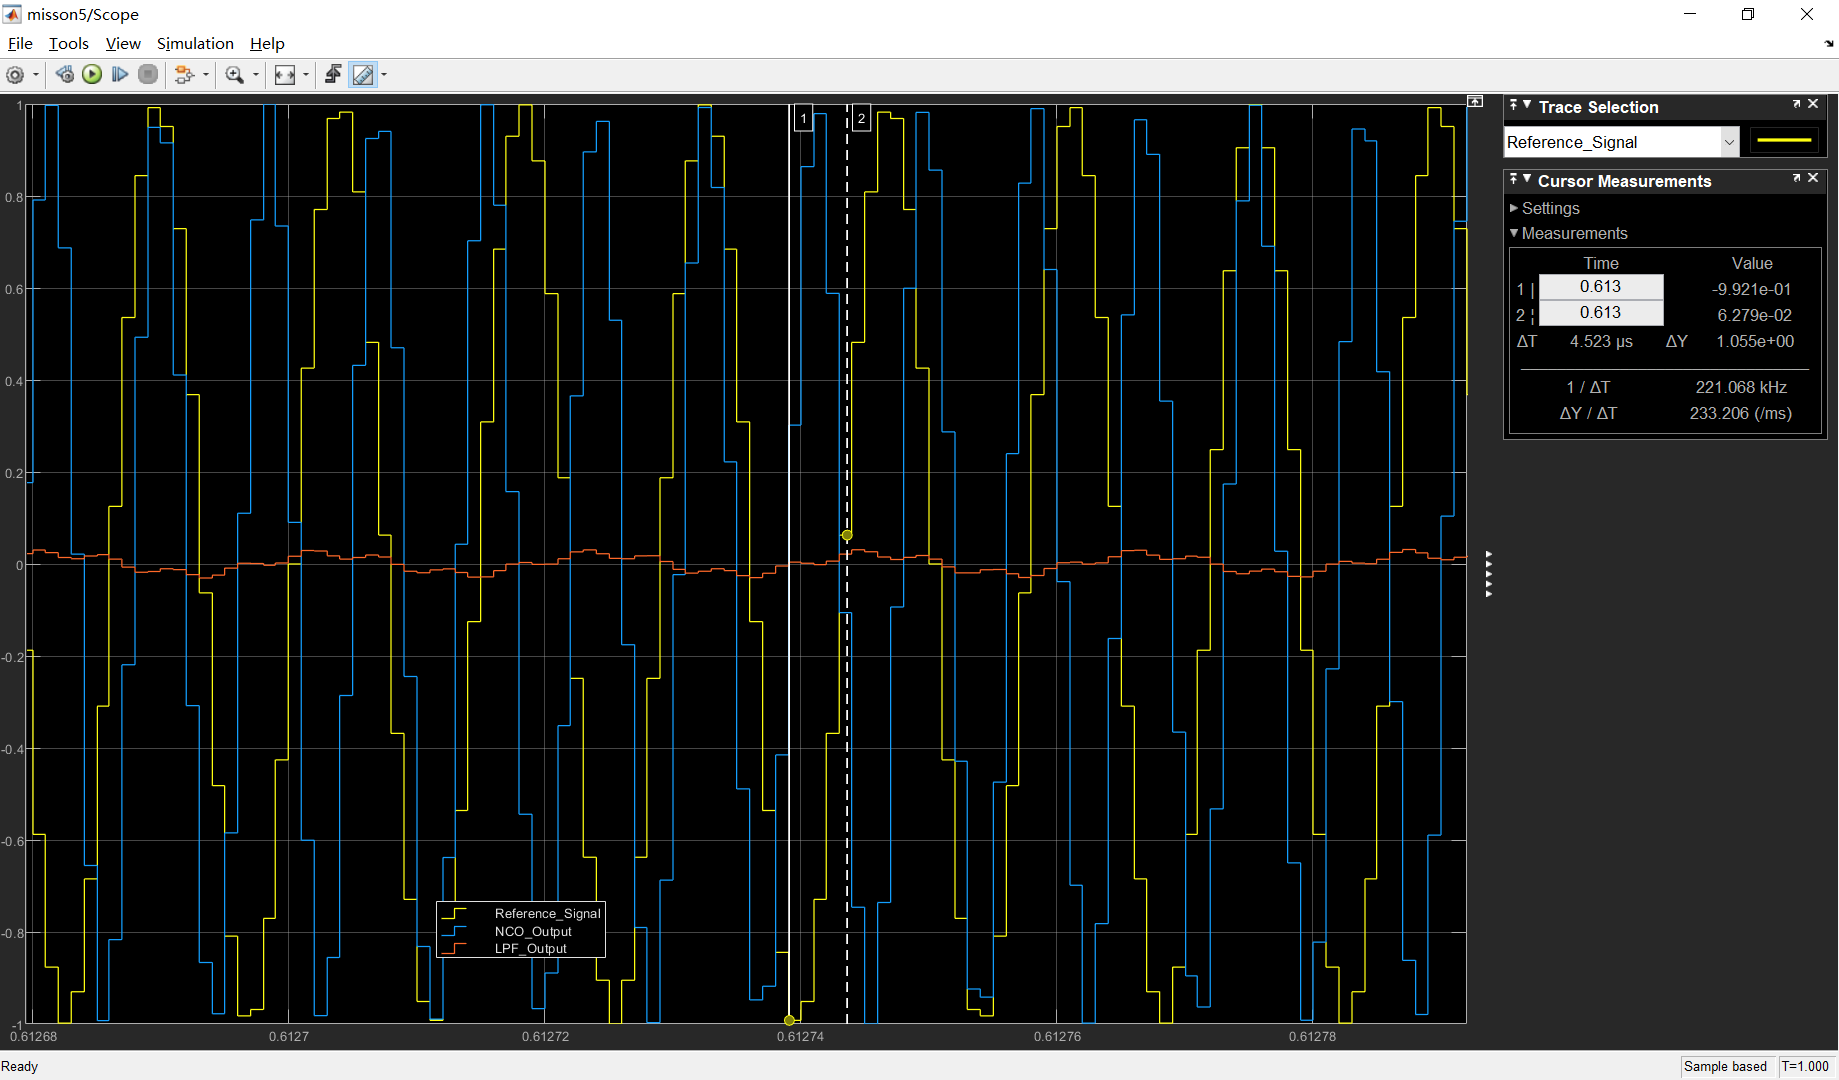 misson5/Scope
File Tools View Simulation Help
1
0.8
0.6
0.4
0.2
0
-0.2
-0.4
-0.6
-0.8
-1
0.61268
0.6127
0.61272
0.61274
0.61276
0.61278
1
2
Reference_Signal
NCO_Output
LPF_Output
Trace Selection
Reference_Signal
Cursor Measurements
Settings
Measurements
Time Value
1 | 0.613 -9.921e-01
2 ¦ 0.613 6.279e-02
ΔT 4.523 µs ΔY 1.055e+00
1 / ΔT 221.068 kHz
ΔY / ΔT 233.206 (/ms)
Ready
Sample based T=1.000